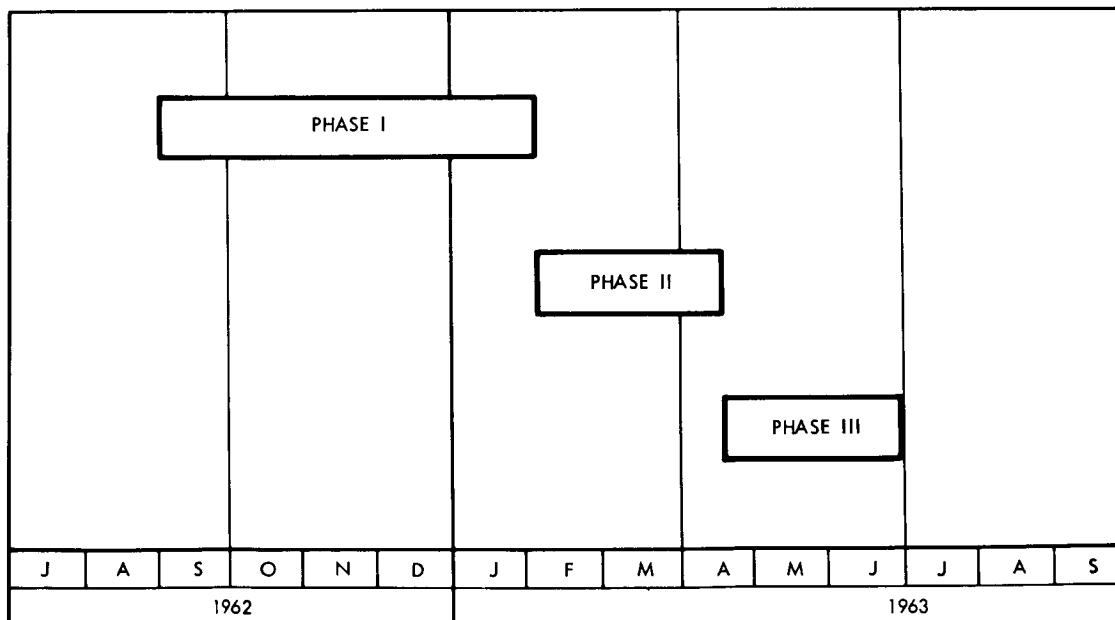 PHASE I
PHASE II
PHASE III
J A S O N D J F M A M J J A S
1962 1963